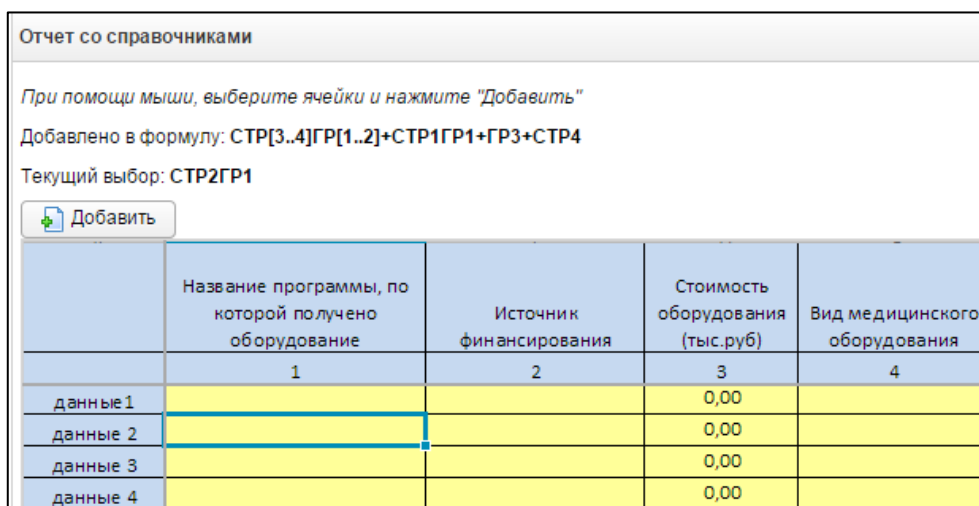 Отчет со справочниками
При помощи мыши, выберите ячейки и нажмите "Добавить"
Добавлено в формулу: СТР[3..4]ГР[1..2]+СТР1ГР1+ГР3+СТР4
Текущий выбор: СТР2ГР1
Добавить
Название программы, по
которой получено
оборудование
Источник
финансирования
Стоимость
оборудования
(тыс.руб)
Вид медицинского
оборудования
1 2 3 4
данные1 0,00
данные 2 0,00
данные 3 0,00
данные 4 0,00